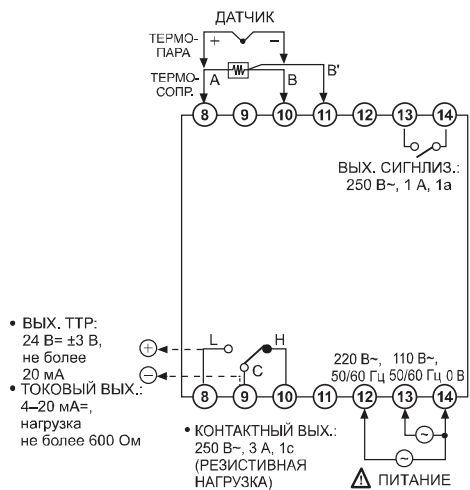 ДАТЧИК
ТЕРМО-
ПАРА
+ −
ТЕРМО-
СОПР.
A B B'
8 9 10 11 12 13 14
ВЫХ. СИГНЛИЗ.:
250 В~, 1 А, 1a
• ВЫХ. ТТР:
24 В= ±3 В,
не более
20 мА
• ТОКОВЫЙ ВЫХ.:
4–20 мА=,
нагрузка
не более 600 Ом
+
−
L H
C
220 В~, 110 В~,
50/60 Гц 50/60 Гц 0 В
8 9 10 11 12 13 14
• КОНТАКТНЫЙ ВЫХ.:
250 В~, 3 А, 1c
(РЕЗИСТИВНАЯ
НАГРУЗКА)
~
~
⚠ ПИТАНИЕ